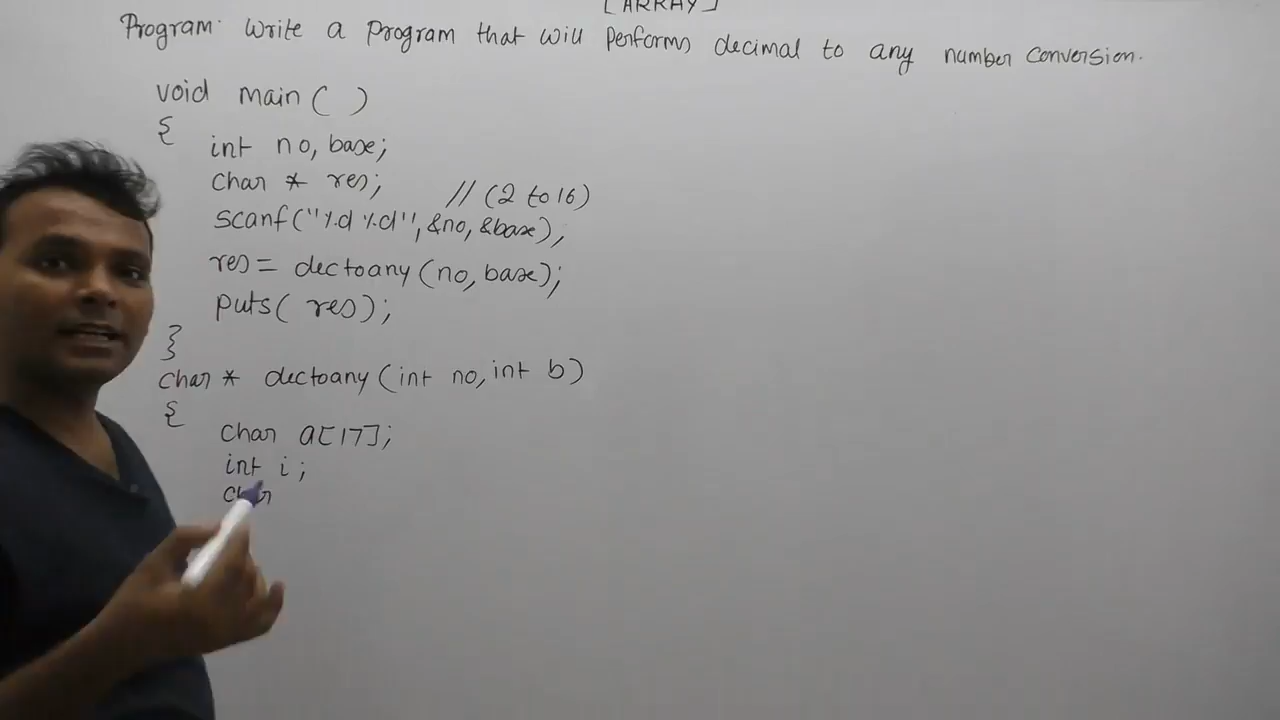 [ARRAY]
Program: Write a Program that will Performs decimal to any number conversion.
void main( )
{
int no, base;
char * res; // (2 to 16)
scanf("%d %d", &no, &base);
res = dectoany (no, base);
puts( res);
}
char * dectoany (int no, int b)
{
char a[17];
int i ;
char